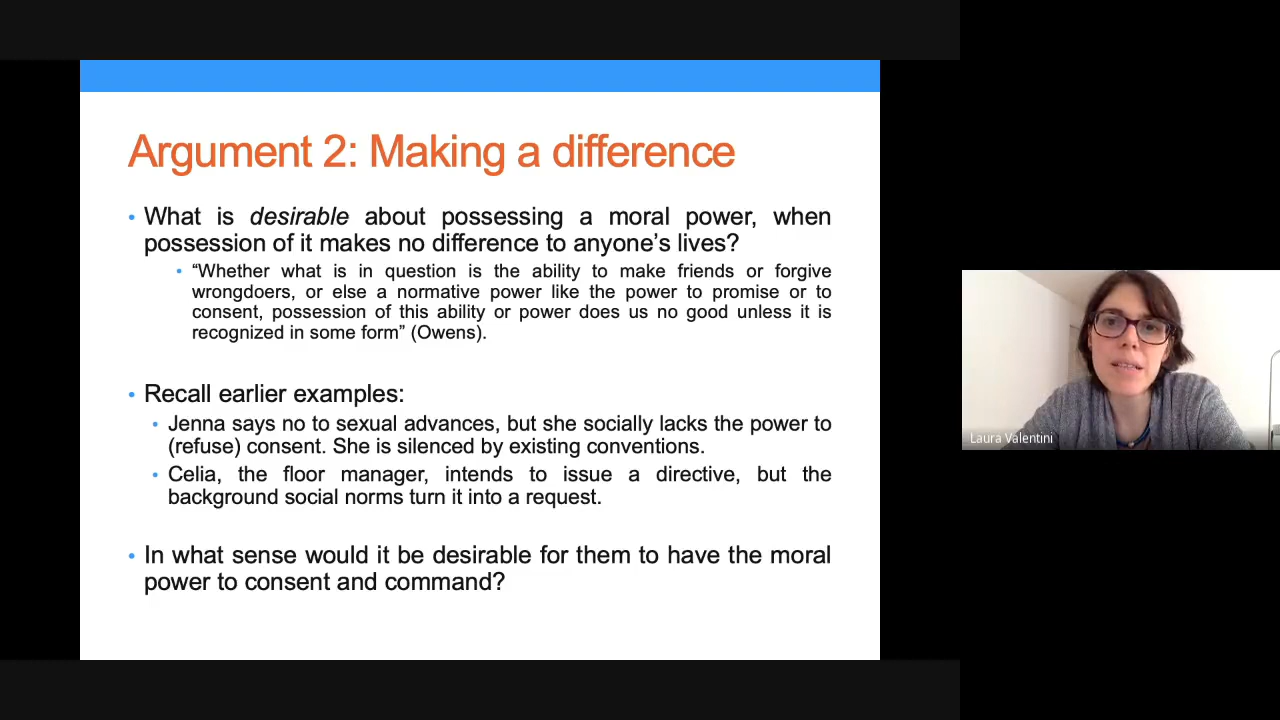 Argument 2: Making a difference
• What is desirable about possessing a moral power, when
possession of it makes no difference to anyone's lives?
• “Whether what is in question is the ability to make friends or forgive
wrongdoers, or else a normative power like the power to promise or to
consent, possession of this ability or power does us no good unless it is
recognized in some form” (Owens).
• Recall earlier examples:
• Jenna says no to sexual advances, but she socially lacks the power to
(refuse) consent. She is silenced by existing conventions.
• Celia, the floor manager, intends to issue a directive, but the
background social norms turn it into a request.
• In what sense would it be desirable for them to have the moral
power to consent and command?
Laura Valentini